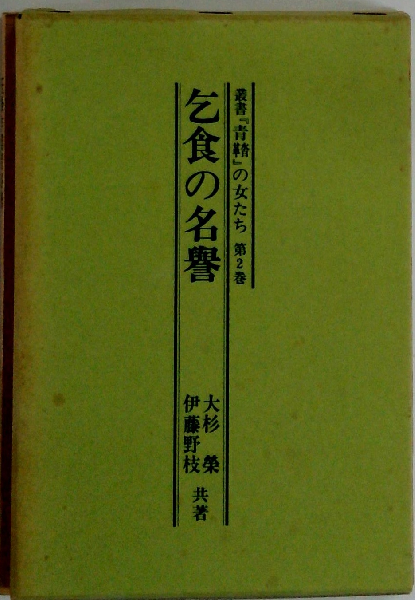 叢書『青鞜』の女たち 第2巻
乞食の名誉
大杉榮
伊藤野枝
共著